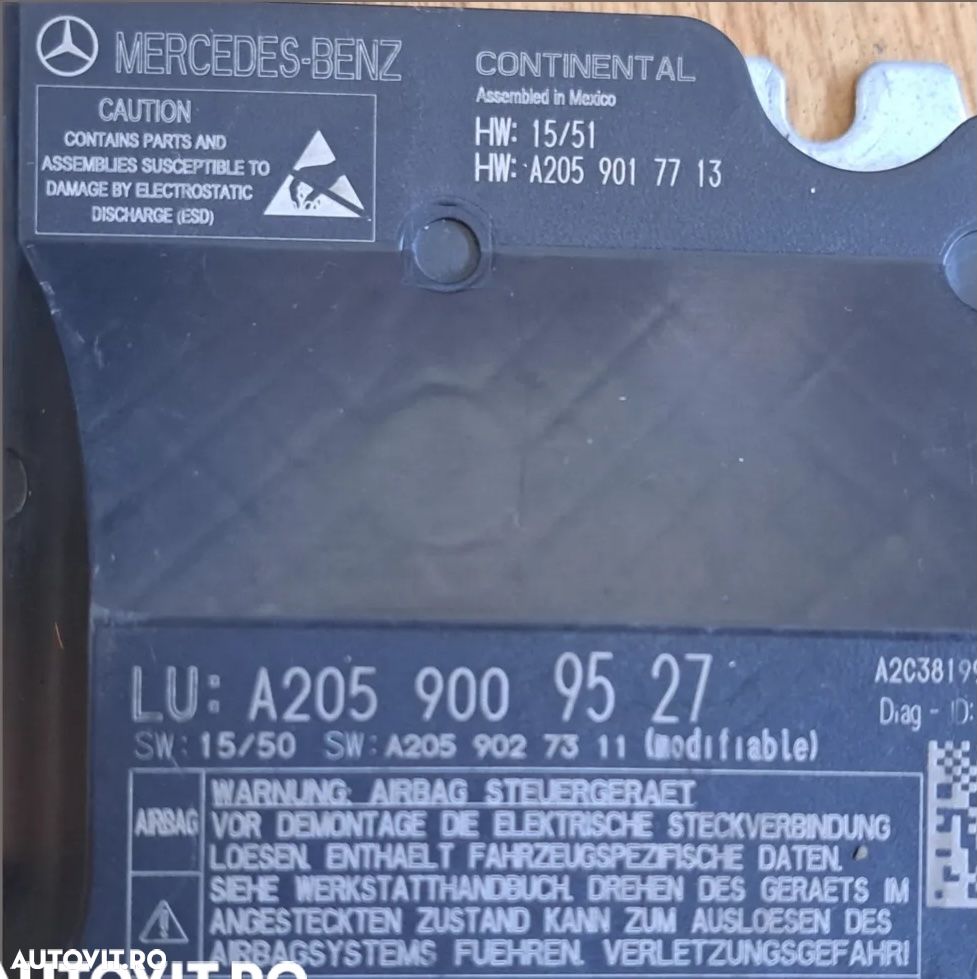 MERCEDES-BENZ
CAUTION
CONTAINS PARTS AND
ASSEMBLIES SUSCEPTIBLE TO
DAMAGE BY ELECTROSTATIC
DISCHARGE (ESD)
CONTINENTAL
Assembled in Mexico
HW: 15/51
HW: A205 901 77 13
LU: A205 900 95 27
SW: 15/50 SW: A205 902 73 11 (modifiable)
A2C38199
Diag - ID:
AIRBAG
WARNUNG: AIRBAG STEUERGERAET
VOR DEMONTAGE DIE ELEKTRISCHE STECKVERBINDUNG
LOESEN. ENTHAELT FAHRZEUGSPEZIFISCHE DATEN.
SIEHE WERKSTATTHANDBUCH. DREHEN DES GERAETS IM
ANGESTECKTEN ZUSTAND KANN ZUM AUSLOESEN DES
AIRBAGSYSTEMS FUEHREN. VERLETZUNGSGEFAHR!
AUTOVIT.RO
AUTOVIT.RO